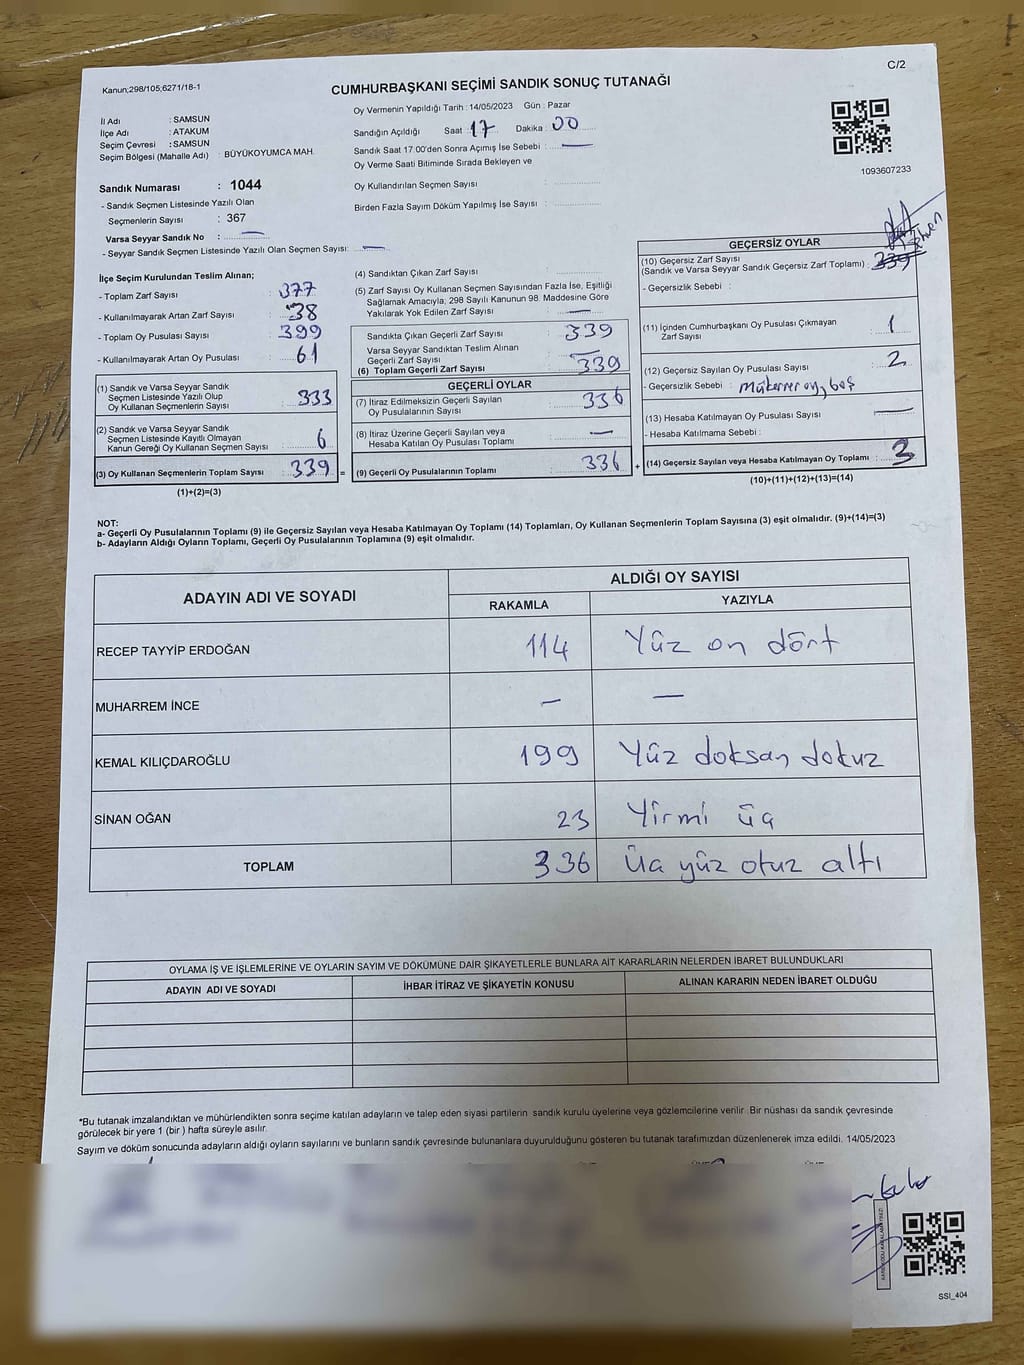 C/2
Kanun;298/105;6271/18-1
CUMHURBAŞKANI SEÇİMİ SANDIK SONUÇ TUTANAĞI
Oy Vermenin Yapıldığı Tarih : 14/05/2023 Gün : Pazar
İl Adı : SAMSUN
İlçe Adı : ATAKUM
Seçim Çevresi : SAMSUN
Seçim Bölgesi (Mahalle Adı) : BÜYÜKOYUMCA MAH.
Sandık Numarası : 1044
- Sandık Seçmen Listesinde Yazılı Olan
Seçmenlerin Sayısı : 367
Varsa Seyyar Sandık No : —
- Seyyar Sandık Seçmen Listesinde Yazılı Olan Seçmen Sayısı: —
Sandığın Açıldığı Saat 17 Dakika : 00
Sandık Saat 17.00'den Sonra Açımış İse Sebebi : —
Oy Verme Saati Bitiminde Sırada Bekleyen ve
Oy Kullandırılan Seçmen Sayısı :
Birden Fazla Sayım Döküm Yapılmış İse Sayısı :
1093607233
İlçe Seçim Kurulundan Teslim Alınan;
- Toplam Zarf Sayısı : 377
- Kullanılmayarak Artan Zarf Sayısı : 38
- Toplam Oy Pusulası Sayısı : 399
- Kullanılmayarak Artan Oy Pusulası : 61
(1) Sandık ve Varsa Seyyar Sandık
Seçmen Listesinde Yazılı Olup
Oy Kullanan Seçmenlerin Sayısı : 333
(2) Sandık ve Varsa Seyyar Sandık
Seçmen Listesinde Kayıtlı Olmayan
Kanun Gereği Oy Kullanan Seçmen Sayısı : 6
(3) Oy Kullanan Seçmenlerin Toplam Sayısı : 339 =
(1)+(2)=(3)
(4) Sandıktan Çıkan Zarf Sayısı :
(5) Zarf Sayısı Oy Kullanan Seçmen Sayısından Fazla İse, Eşitliği
Sağlamak Amacıyla; 298 Sayılı Kanunun 98. Maddesine Göre
Yakılarak Yok Edilen Zarf Sayısı : —
Sandıkta Çıkan Geçerli Zarf Sayısı : 339
Varsa Seyyar Sandıktan Teslim Alınan
Geçerli Zarf Sayısı : —
(6) Toplam Geçerli Zarf Sayısı : 339
GEÇERLİ OYLAR
(7) İtiraz Edilmeksizin Geçerli Sayılan
Oy Pusulalarının Sayısı : 336
(8) İtiraz Üzerine Geçerli Sayılan veya
Hesaba Katılan Oy Pusulası Toplamı : —
(9) Geçerli Oy Pusulalarının Toplamı : 336 +
GEÇERSİZ OYLAR
(10) Geçersiz Zarf Sayısı
(Sandık ve Varsa Seyyar Sandık Geçersiz Zarf Toplamı) : 339
- Geçersizlik Sebebi :
(11) İçinden Cumhurbaşkanı Oy Pusulası Çıkmayan
Zarf Sayısı : 1
(12) Geçersiz Sayılan Oy Pusulası Sayısı : 2
- Geçersizlik Sebebi : mükerrer oy, boş
(13) Hesaba Katılmayan Oy Pusulası Sayısı : —
- Hesaba Katılmama Sebebi :
(14) Geçersiz Sayılan veya Hesaba Katılmayan Oy Toplamı : 3
(10)+(11)+(12)+(13)=(14)
NOT:
a- Geçerli Oy Pusulalarının Toplamı (9) ile Geçersiz Sayılan veya Hesaba Katılmayan Oy Toplamı (14) Toplamları, Oy Kullanan Seçmenlerin Toplam Sayısına (3) eşit olmalıdır. (9)+(14)=(3)
b- Adayların Aldığı Oyların Toplamı, Geçerli Oy Pusulalarının Toplamına (9) eşit olmalıdır.
ADAYIN ADI VE SOYADI
ALDIĞI OY SAYISI
RAKAMLA YAZIYLA
RECEP TAYYİP ERDOĞAN 114 Yüz on dört
MUHARREM İNCE — —
KEMAL KILIÇDAROĞLU 199 Yüz doksan dokuz
SİNAN OĞAN 23 Yirmi üç
TOPLAM 336 üç yüz otuz altı
OYLAMA İŞ VE İŞLEMLERİNE VE OYLARIN SAYIM VE DÖKÜMÜNE DAİR ŞİKAYETLERLE BUNLARA AİT KARARLARIN NELERDEN İBARET BULUNDUKLARI
ADAYIN ADI VE SOYADI İHBAR İTİRAZ VE ŞİKAYETİN KONUSU ALINAN KARARIN NEDEN İBARET OLDUĞU
*Bu tutanak imzalandıktan ve mühürlendikten sonra seçime katılan adayların ve talep eden siyasi partilerin sandık kurulu üyelerine veya gözlemcilerine verilir. Bir nüshası da sandık çevresinde
görülecek bir yere 1 (bir ) hafta süreyle asılır.
Sayım ve döküm sonucunda adayların aldığı oyların sayılarını ve bunların sandık çevresinde bulunanlara duyurulduğunu gösteren bu tutanak tarafımızdan düzenlenerek imza edildi. 14/05/2023
SSI_404